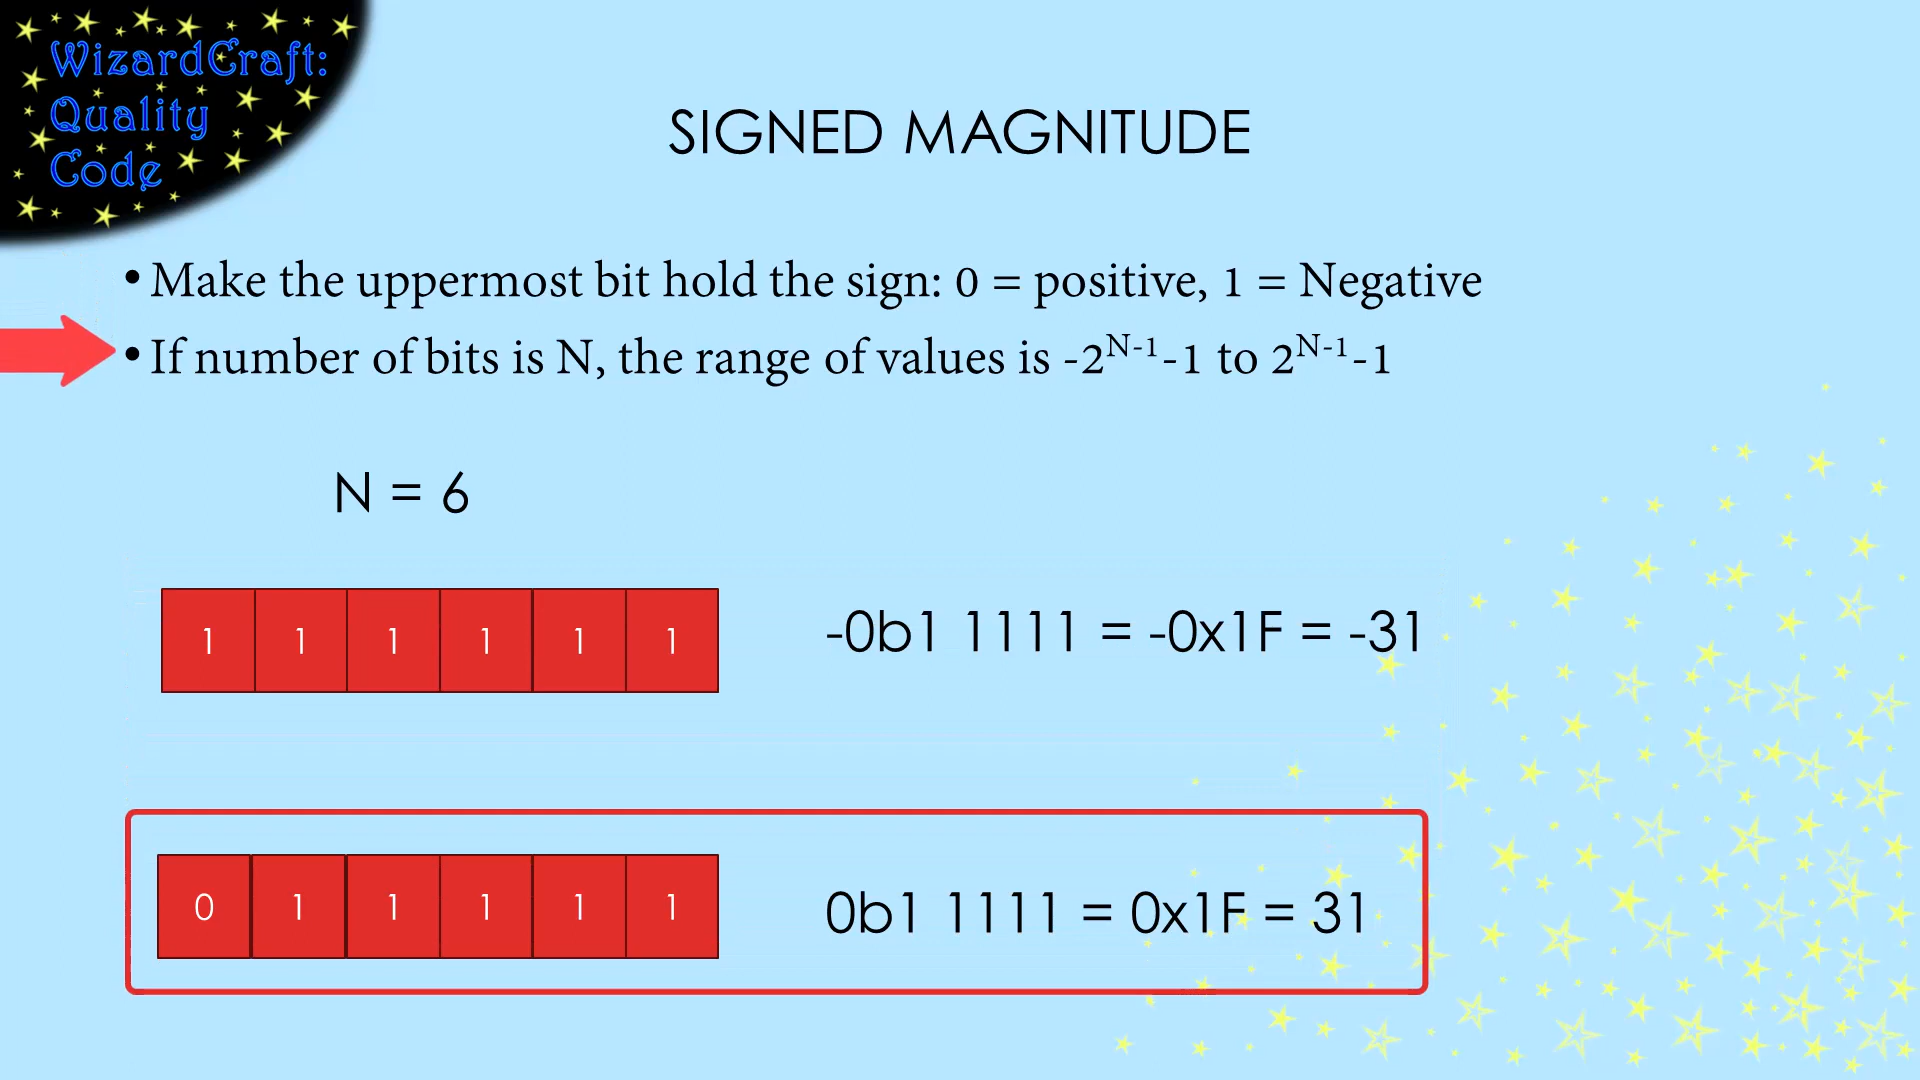 WizardCraft:
Quality
Code
SIGNED MAGNITUDE
• Make the uppermost bit hold the sign: 0 = positive, 1 = Negative
• If number of bits is N, the range of values is -2^N-1-1 to 2^N-1-1
N = 6
1 1 1 1 1 1 -0b1 1111 = -0x1F = -31
0 1 1 1 1 1 0b1 1111 = 0x1F = 31